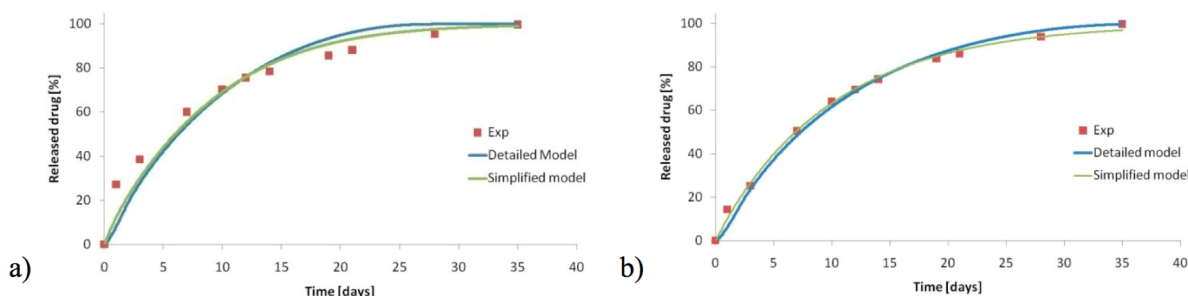 100
80
60
40
20
0
Released drug [%]
Exp
Detailed Model
Simplified model
0 5 10 15 20 25 30 35 40
Time [days]
a)
100
80
60
40
20
0
Released drug [%]
Exp
Detailed model
Simplified model
0 5 10 15 20 25 30 35 40
Time [days]
b)